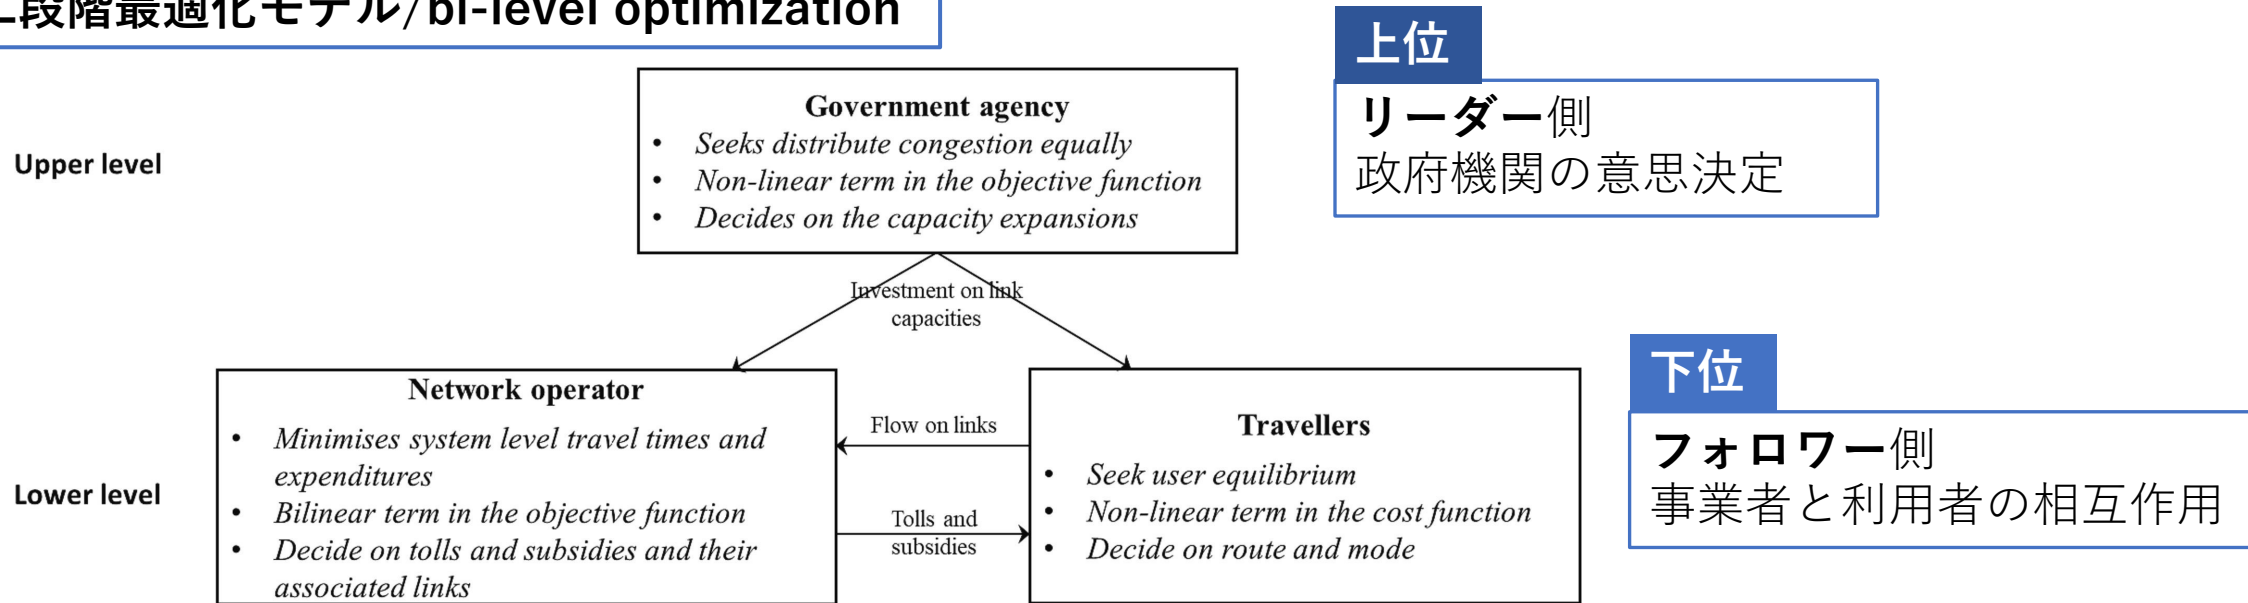 段階最適化モデル/bi-level optimization
上位
リーダー側
政府機関の意思決定
Upper level
Government agency
• Seeks distribute congestion equally
• Non-linear term in the objective function
• Decides on the capacity expansions
Investment on link
capacities
下位
フォロワー側
事業者と利用者の相互作用
Lower level
Network operator
• Minimises system level travel times and
expenditures
• Bilinear term in the objective function
• Decide on tolls and subsidies and their
associated links
Flow on links
Tolls and
subsidies
Travellers
• Seek user equilibrium
• Non-linear term in the cost function
• Decide on route and mode